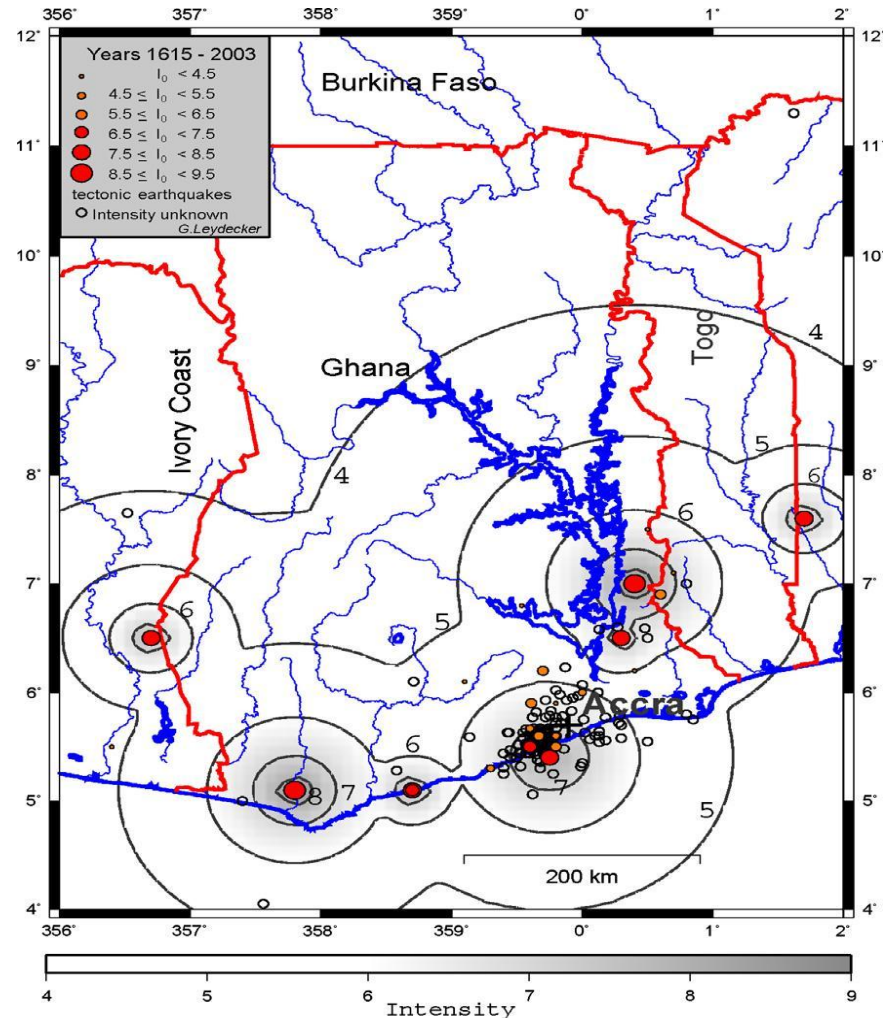 356° 357° 358° 359° 0° 1° 2°
12° 12°
Years 1615 - 2003
I₀ < 4.5
4.5 ≤ I₀ < 5.5
5.5 ≤ I₀ < 6.5
6.5 ≤ I₀ < 7.5
7.5 ≤ I₀ < 8.5
8.5 ≤ I₀ < 9.5
tectonic earthquakes
Intensity unknown
G.Leydecker
Burkina Faso
11° 11°
10° 10°
Togo
4
9° 9°
Ghana
Ivory Coast
5
8° 8°
4
6
6
7° 7°
6
5
6° 6°
Accra
6
7
8
7
5
5° 5°
200 km
4° 4°
356° 357° 358° 359° 0° 1° 2°
4 5 6 7 8 9
Intensity